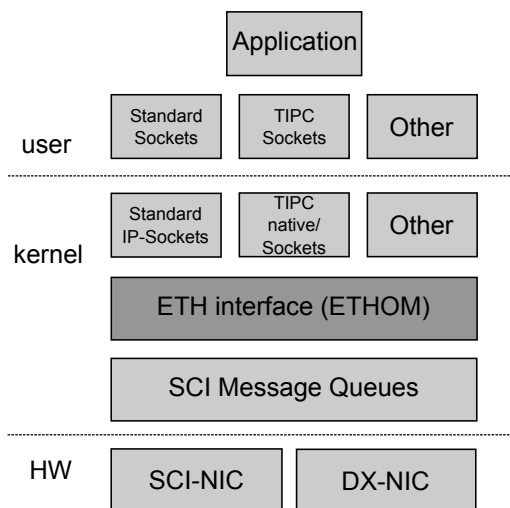 Application
Standard
Sockets
TIPC
Sockets
Other
user
Standard
IP-Sockets
TIPC
native/
Sockets
Other
kernel
ETH interface (ETHOM)
SCI Message Queues
HW
SCI-NIC
DX-NIC